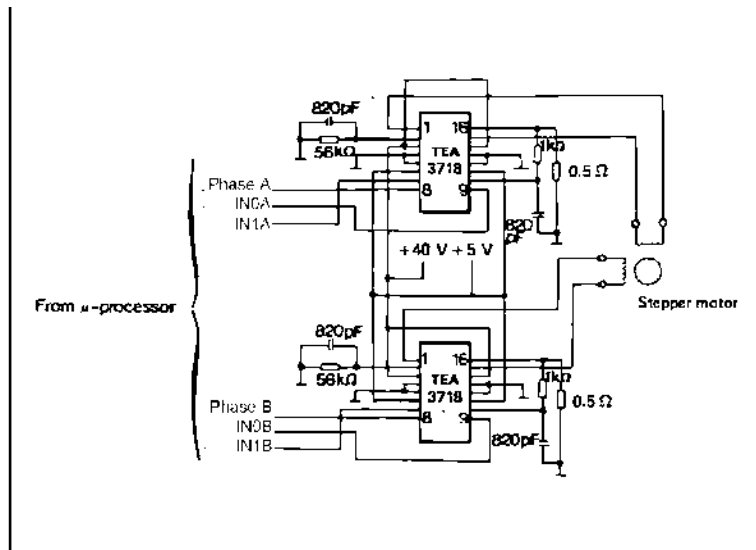 820pF
56kΩ
1 16
TEA
3718
8 9
1kΩ
0.5 Ω
820
pF
Phase A
IN0A
IN1A
+40 V +5 V
From μ-processor
Stepper motor
820pF
56kΩ
1 16
TEA
3718
8 9
1kΩ
0.5 Ω
820pF
Phase B
IN0B
IN1B